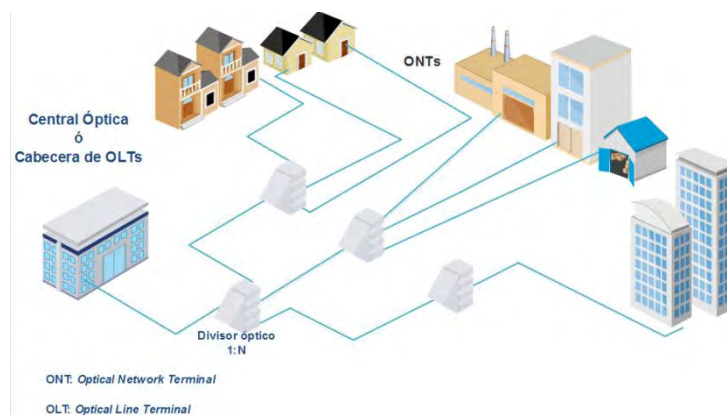 ONTs
Central Óptica
ó
Cabecera de OLTs
Divisor óptico
1:N
ONT: Optical Network Terminal
OLT: Optical Line Terminal